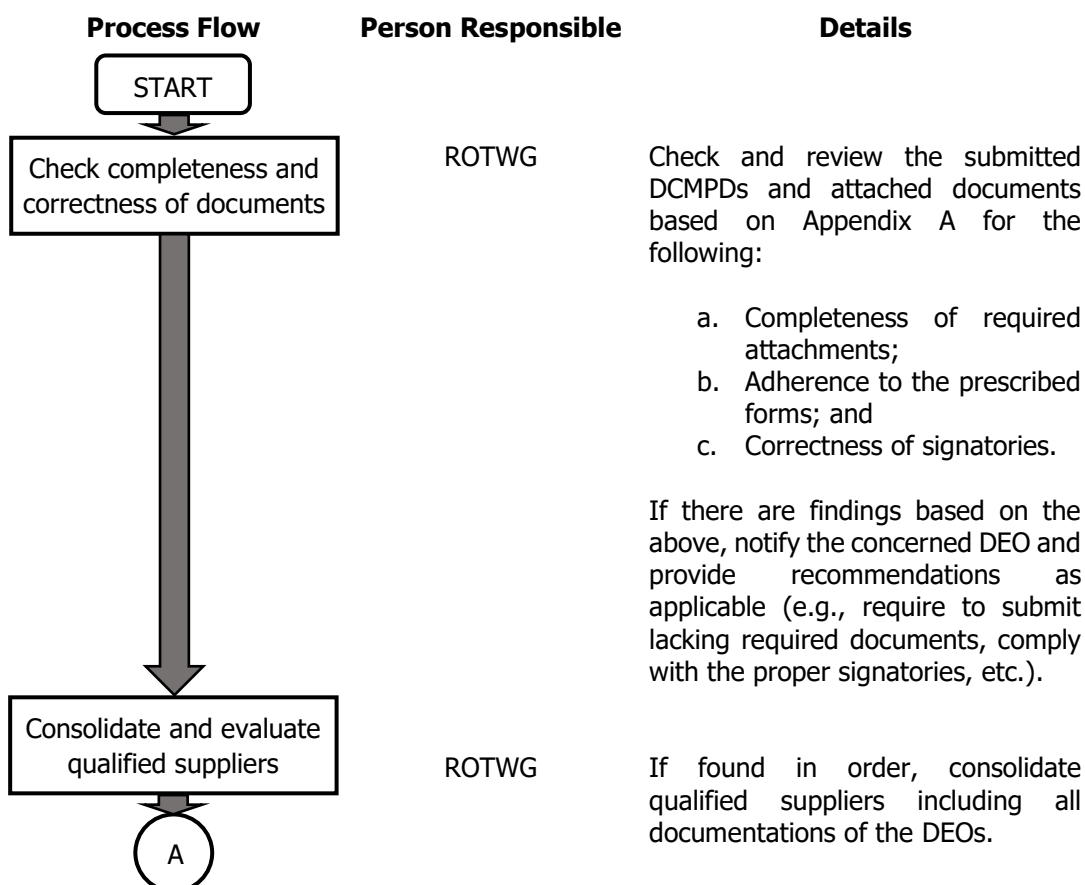 Process Flow Person Responsible Details
START
Check completeness and
correctness of documents
ROTWG
Check and review the submitted
DCMPDs and attached documents
based on Appendix A for the
following:
a. Completeness of required
attachments;
b. Adherence to the prescribed
forms; and
c. Correctness of signatories.
If there are findings based on the
above, notify the concerned DEO and
provide recommendations as
applicable (e.g., require to submit
lacking required documents, comply
with the proper signatories, etc.).
Consolidate and evaluate
qualified suppliers
ROTWG
If found in order, consolidate
qualified suppliers including all
documentations of the DEOs.
A